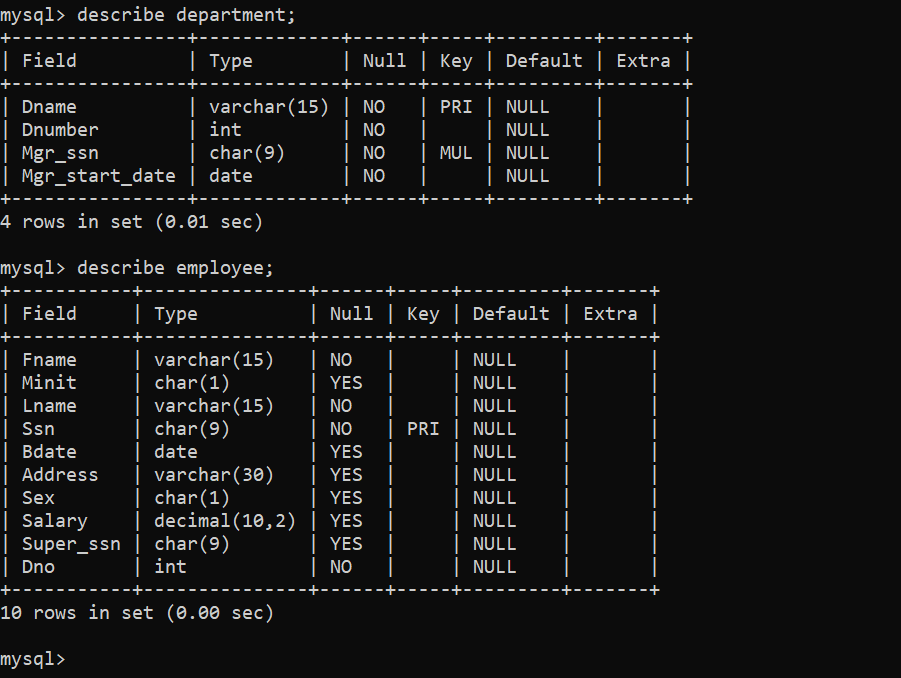 mysql> describe department;
+----------------+-------------+------+-----+---------+-------+
| Field          | Type        | Null | Key | Default | Extra |
+----------------+-------------+------+-----+---------+-------+
| Dname          | varchar(15) | NO   | PRI | NULL    |       |
| Dnumber        | int         | NO   |     | NULL    |       |
| Mgr_ssn        | char(9)     | NO   | MUL | NULL    |       |
| Mgr_start_date | date        | NO   |     | NULL    |       |
+----------------+-------------+------+-----+---------+-------+
4 rows in set (0.01 sec)

mysql> describe employee;
+-----------+---------------+------+-----+---------+-------+
| Field     | Type          | Null | Key | Default | Extra |
+-----------+---------------+------+-----+---------+-------+
| Fname     | varchar(15)   | NO   |     | NULL    |       |
| Minit     | char(1)       | YES  |     | NULL    |       |
| Lname     | varchar(15)   | NO   |     | NULL    |       |
| Ssn       | char(9)       | NO   | PRI | NULL    |       |
| Bdate     | date          | YES  |     | NULL    |       |
| Address   | varchar(30)   | YES  |     | NULL    |       |
| Sex       | char(1)       | YES  |     | NULL    |       |
| Salary    | decimal(10,2) | YES  |     | NULL    |       |
| Super_ssn | char(9)       | YES  |     | NULL    |       |
| Dno       | int           | NO   |     | NULL    |       |
+-----------+---------------+------+-----+---------+-------+
10 rows in set (0.00 sec)

mysql>